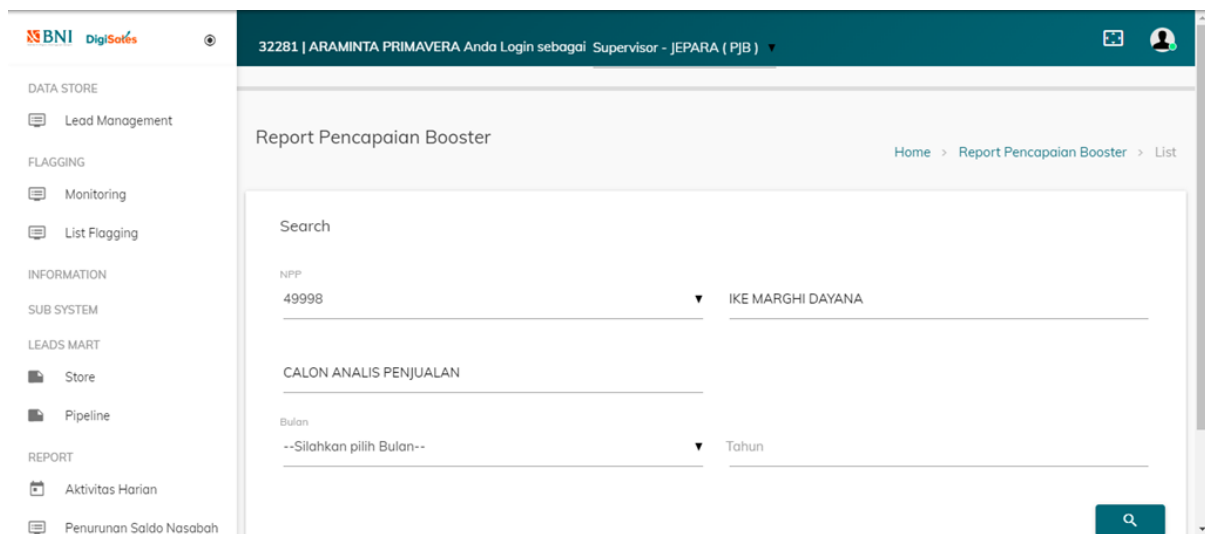 BNI DigiSales
32281 | ARAMINTA PRIMAVERA Anda Login sebagai Supervisor - JEPARA ( PJB )
DATA STORE
Lead Management
FLAGGING
Monitoring
List Flagging
INFORMATION
SUB SYSTEM
LEADS MART
Store
Pipeline
REPORT
Aktivitas Harian
Penurunan Saldo Nasabah
Report Pencapaian Booster
Home > Report Pencapaian Booster > List
Search
NPP
49998
IKE MARGHI DAYANA
CALON ANALIS PENJUALAN
Bulan
--Silahkan pilih Bulan--
Tahun